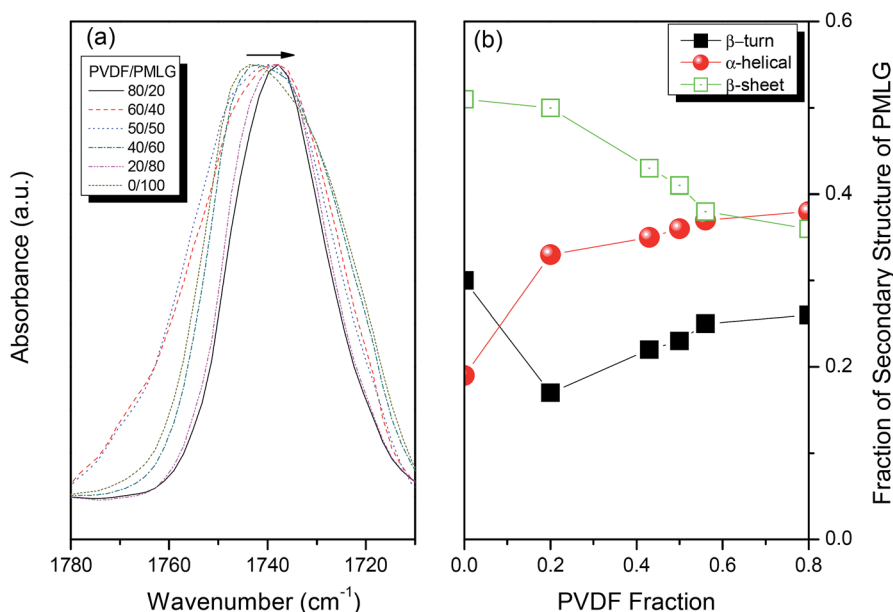 (a)
PVDF/PMLG
80/20
60/40
50/50
40/60
20/80
0/100
Absorbance (a.u.)
1780
1760
1740
1720
Wavenumber (cm⁻¹)
(b)
β-turn
α-helical
β-sheet
0.6
0.4
0.2
0.0
Fraction of Secondary Structure of PMLG
0.0
0.2
0.4
0.6
0.8
PVDF Fraction